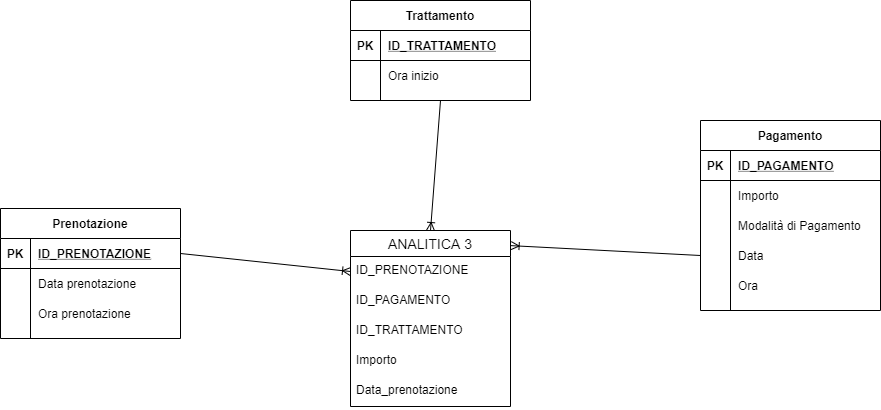 Trattamento
PK ID_TRATTAMENTO
Ora inizio
Pagamento
PK ID_PAGAMENTO
Importo
Modalità di Pagamento
Data
Ora
Prenotazione
PK ID_PRENOTAZIONE
Data prenotazione
Ora prenotazione
ANALITICA 3
ID_PRENOTAZIONE
ID_PAGAMENTO
ID_TRATTAMENTO
Importo
Data_prenotazione